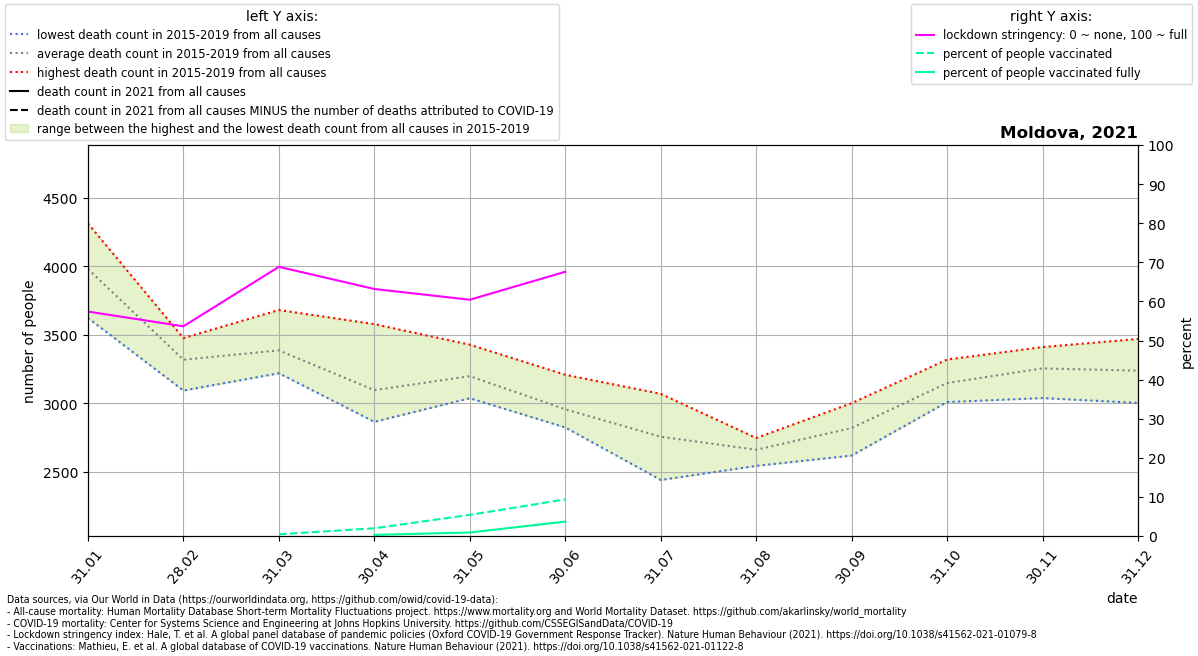 left Y axis:
lowest death count in 2015-2019 from all causes
average death count in 2015-2019 from all causes
highest death count in 2015-2019 from all causes
death count in 2021 from all causes
death count in 2021 from all causes MINUS the number of deaths attributed to COVID-19
range between the highest and the lowest death count from all causes in 2015-2019
right Y axis:
lockdown stringency: 0 ~ none, 100 ~ full
percent of people vaccinated
percent of people vaccinated fully
Moldova, 2021
number of people
4500
4000
3500
3000
2500
100
90
80
70
60
50
40
30
20
10
0
percent
31.01
28.02
31.03
30.04
31.05
30.06
31.07
31.08
30.09
31.10
30.11
31.12
date
Data sources, via Our World in Data (https://ourworldindata.org, https://github.com/owid/covid-19-data):
- All-cause mortality: Human Mortality Database Short-term Mortality Fluctuations project. https://www.mortality.org and World Mortality Dataset. https://github.com/akarlinsky/world_mortality
- COVID-19 mortality: Center for Systems Science and Engineering at Johns Hopkins University. https://github.com/CSSEGISandData/COVID-19
- Lockdown stringency index: Hale, T. et al. A global panel database of pandemic policies (Oxford COVID-19 Government Response Tracker). Nature Human Behaviour (2021). https://doi.org/10.1038/s41562-021-01079-8
- Vaccinations: Mathieu, E. et al. A global database of COVID-19 vaccinations. Nature Human Behaviour (2021). https://doi.org/10.1038/s41562-021-01122-8